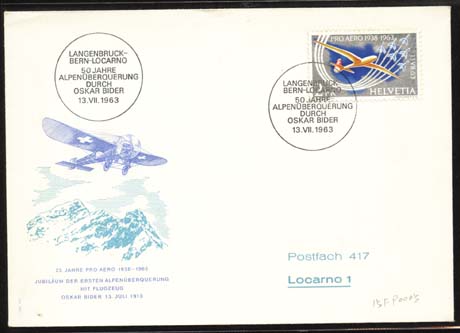 LANGENBRUCK-
BERN-LOCARNO
50 JAHRE
ALPENÜBERQUERUNG
DURCH
OSKAR BIDER
13.VII.1963
PRO AERO 1938-1963
HELVETIA
LANGENBRUCK-
BERN-LOCARNO
50 JAHRE
ALPENÜBERQUERUNG
DURCH
OSKAR BIDER
13.VII.1963
25 JAHRE PRO AERO 1938-1963
JUBILÄUM DER ERSTEN ALPENÜBERQUERUNG
MIT FLUGZEUG
OSKAR BIDER 13. JULI 1913
Postfach 417
Locarno 1